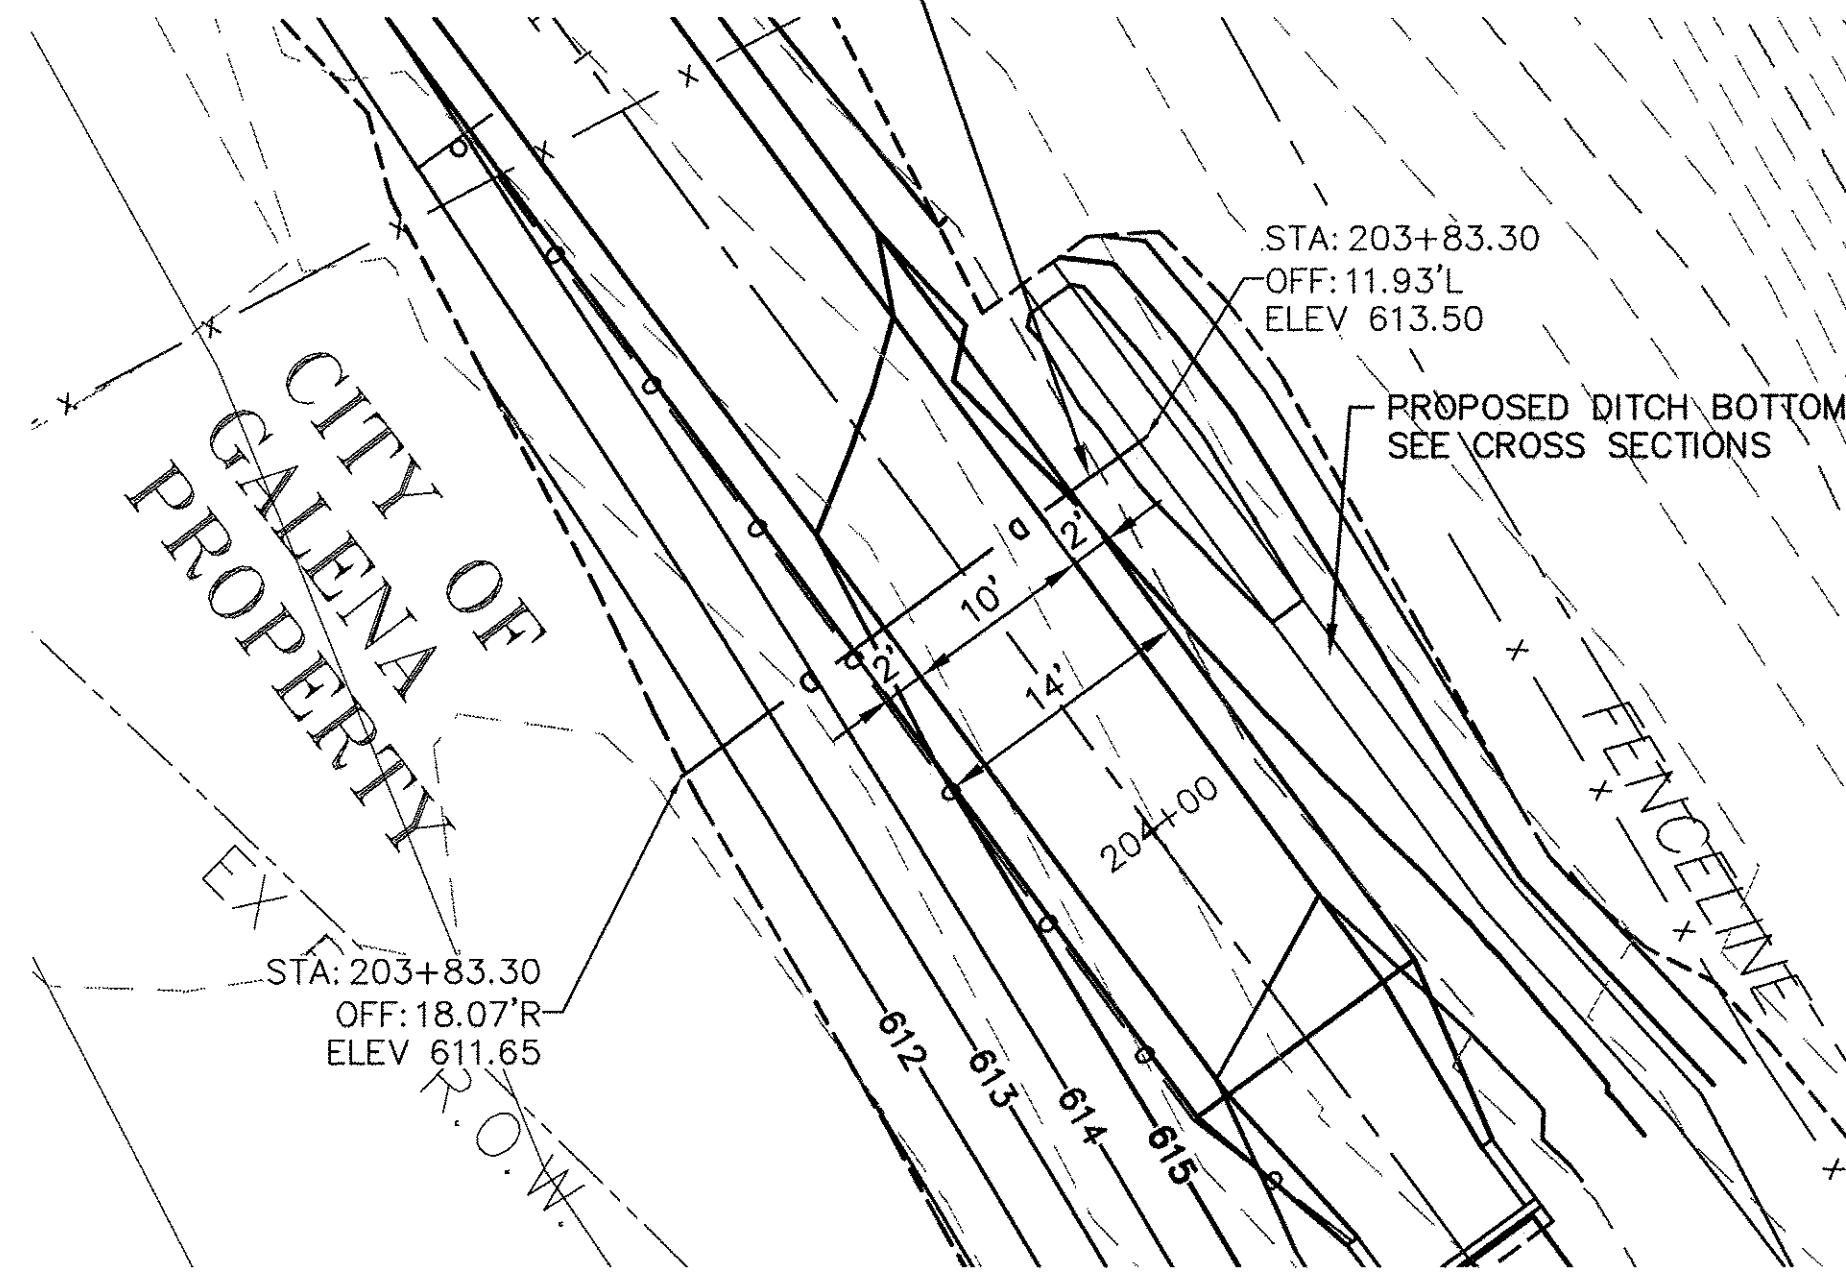 STA: 203+83.30
OFF: 11.93'L
ELEV 613.50
PROPOSED DITCH BOTTOM
SEE CROSS SECTIONS
CITY OF
GALENA
PROPERTY
2'
10'
2'
14'
204+00
FENCELINE
EX
R.O.W.
STA: 203+83.30
OFF: 18.07'R
ELEV 611.65
612
613
614
615